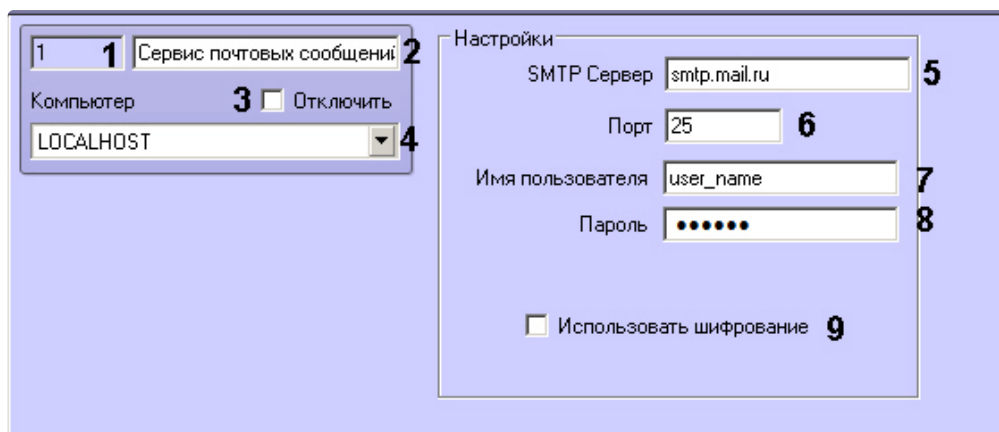 1 1 Сервис почтовых сообщений 2
Компьютер 3 Отключить
LOCALHOST 4
Настройки
SMTP Сервер smtp.mail.ru 5
Порт 25 6
Имя пользователя user_name 7
Пароль ●●●●●● 8
Использовать шифрование 9